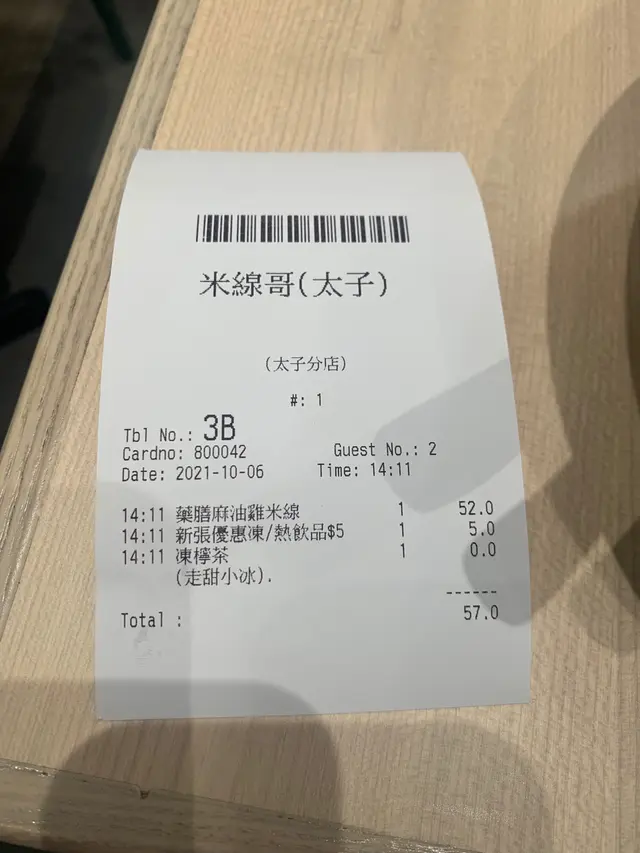 米線哥(太子)
(太子分店)
#: 1
Tbl No.: 3B
Cardno: 800042 Guest No.: 2
Date: 2021-10-06 Time: 14:11
14:11 藥膳麻油雞米線 1 52.0
14:11 新張優惠凍/熱飲品$5 1 5.0
14:11 凍檸茶 1 0.0
(走甜小冰).
------
Total : 57.0